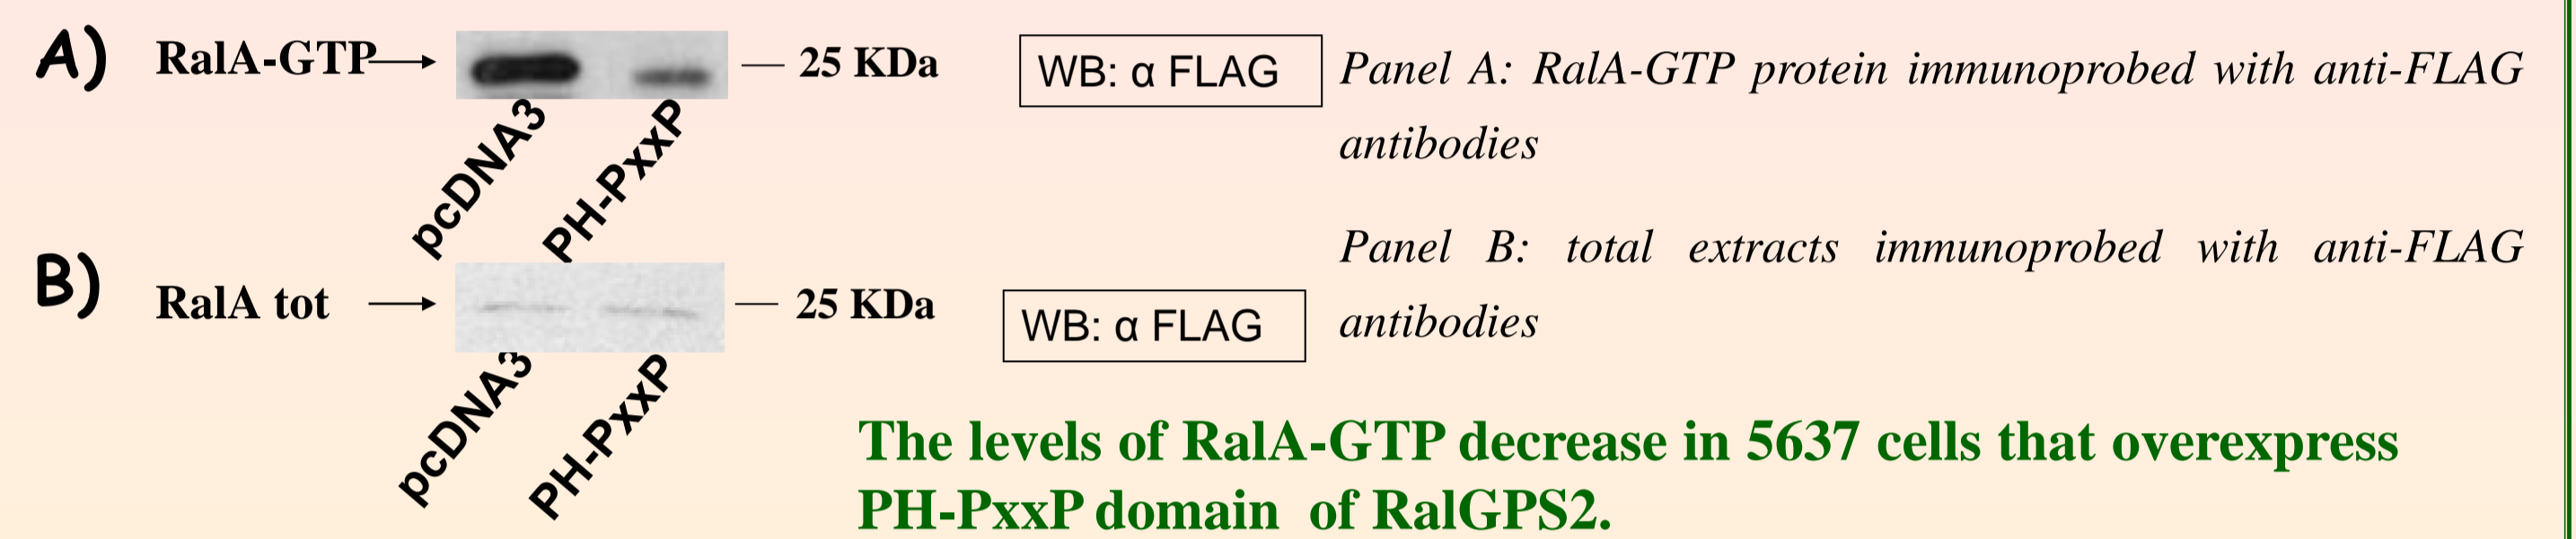 A) RalA-GTP → — 25 KDa WB: α FLAG
pcDNA3 PH-PxxP
Panel A: RalA-GTP protein immunoprobed with anti-FLAG
antibodies
B) RalA tot → — 25 KDa WB: α FLAG
pcDNA3 PH-PxxP
Panel B: total extracts immunoprobed with anti-FLAG
antibodies
The levels of RalA-GTP decrease in 5637 cells that overexpress
PH-PxxP domain of RalGPS2.